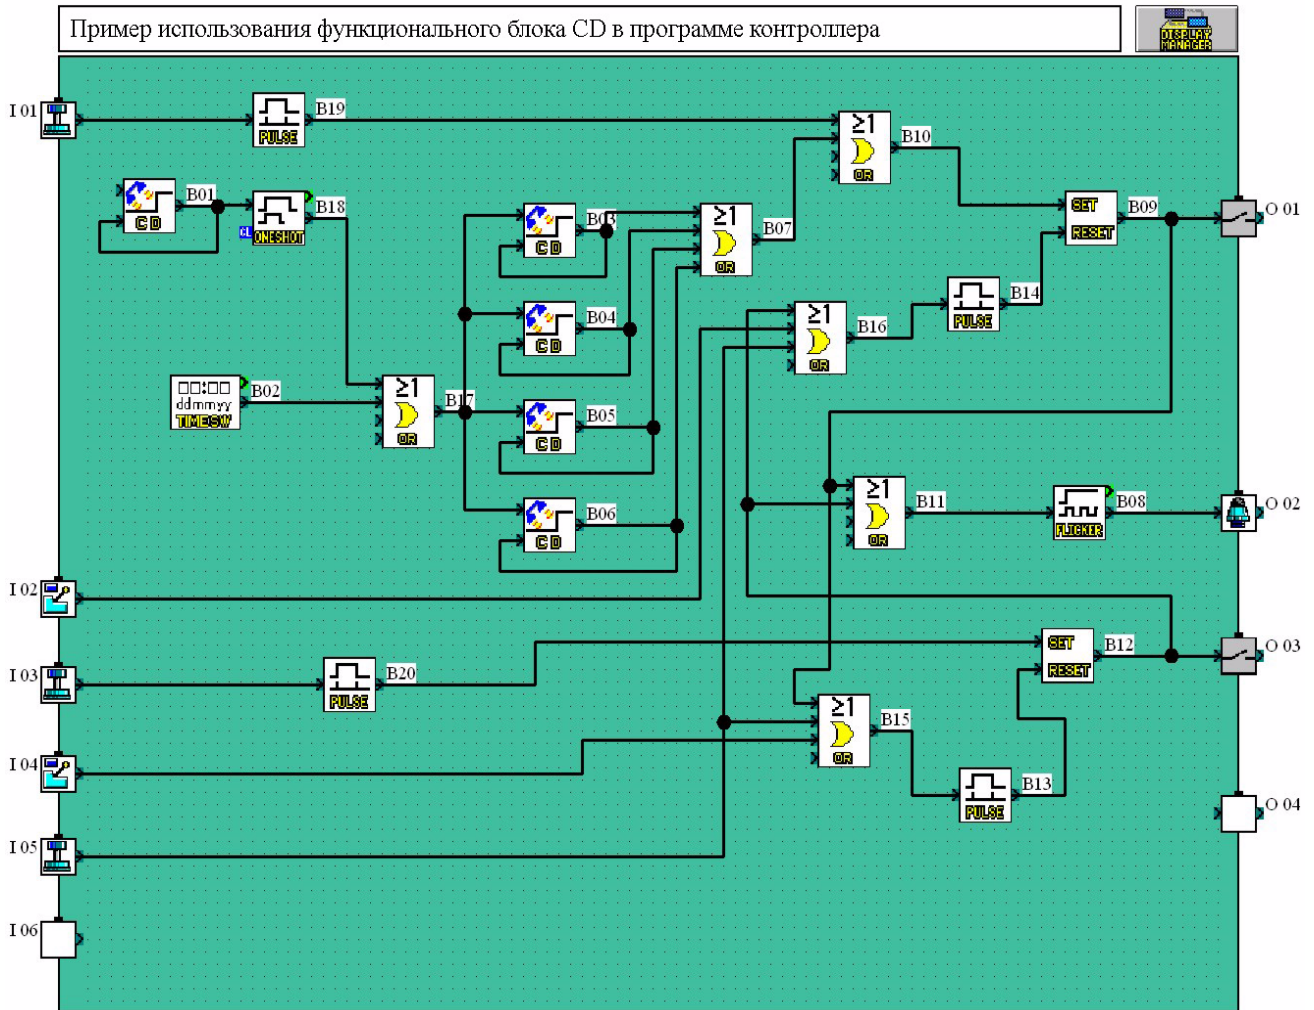 Пример использования функционального блока CD в программе контроллера
DISPLAY
MANAGER
I 01
PULSE
B19
≥1
OR
B10
CD
B01
ONESHOT
B18
CD
B03
≥1
OR
B07
SET
RESET
B09
O 01
PULSE
B14
CD
B04
≥1
OR
B16
ddmmyy
B02
≥1
OR
B17
CD
B05
≥1
OR
B11
FLICKER
B08
O 02
CD
B06
I 02
I 03
PULSE
B20
SET
RESET
B12
O 03
≥1
OR
B15
I 04
PULSE
B13
O 04
I 05
I 06